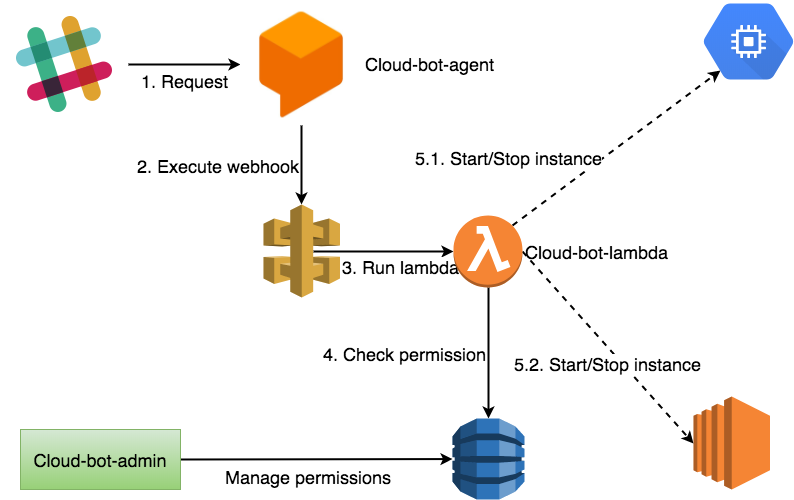 1. Request
Cloud-bot-agent
2. Execute webhook
5.1. Start/Stop instance
3. Run lambda
Cloud-bot-lambda
4. Check permission
5.2. Start/Stop instance
Cloud-bot-admin
Manage permissions